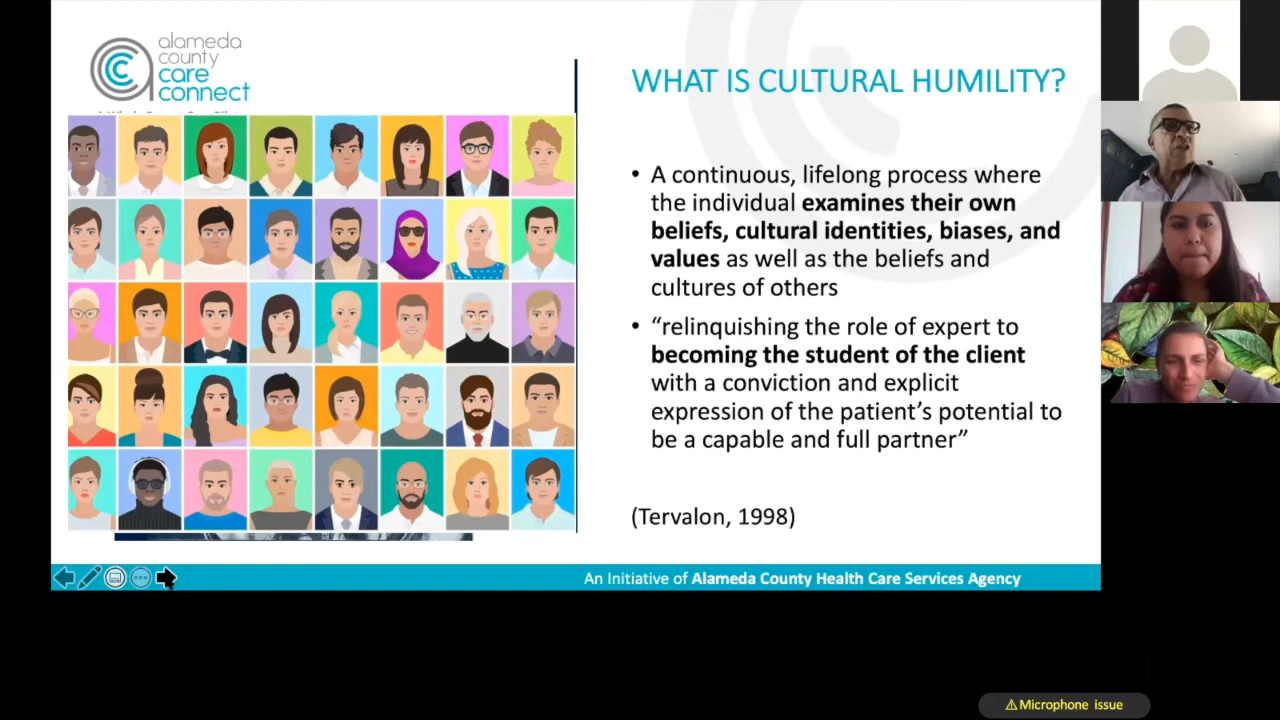 alameda
county
care
connect
WHAT IS CULTURAL HUMILITY?
• A continuous, lifelong process where
the individual examines their own
beliefs, cultural identities, biases, and
values as well as the beliefs and
cultures of others
• “relinquishing the role of expert to
becoming the student of the client
with a conviction and explicit
expression of the patient’s potential to
be a capable and full partner”
(Tervalon, 1998)
An Initiative of Alameda County Health Care Services Agency
Microphone issue